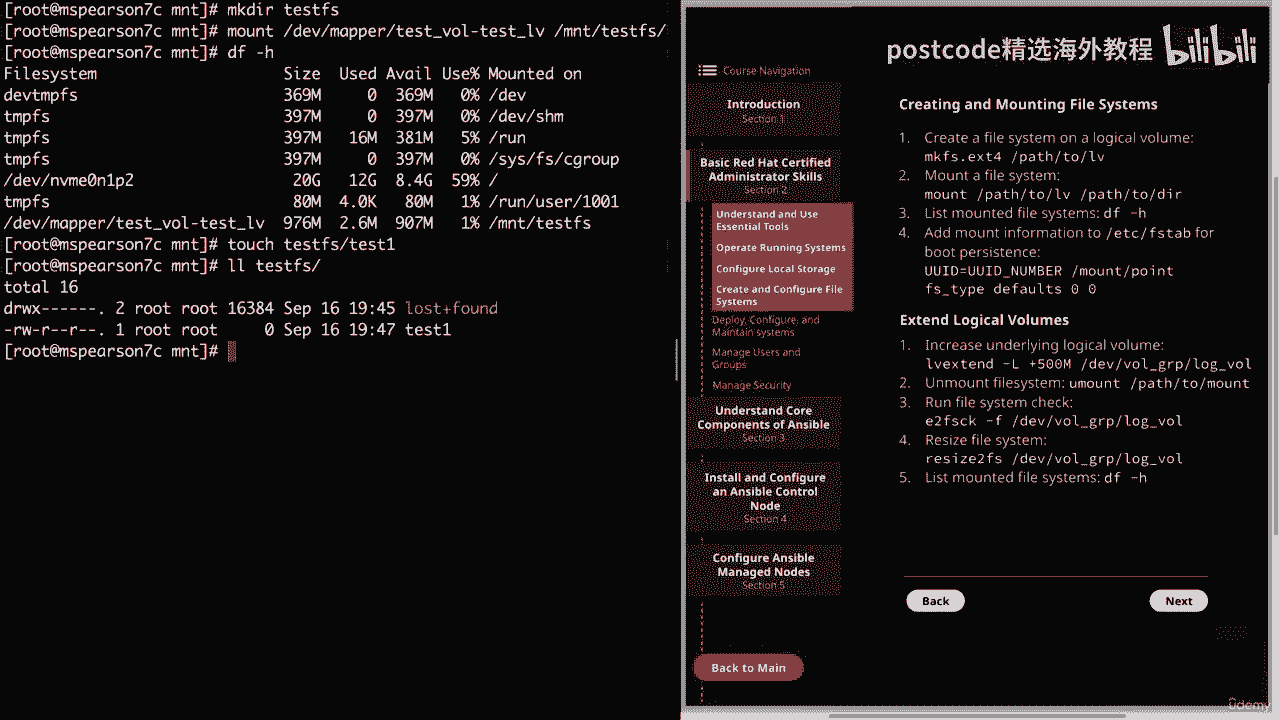 [root@mspearson7c mnt]# mkdir testfs
[root@mspearson7c mnt]# mount /dev/mapper/test_vol-test_lv /mnt/testfs/
[root@mspearson7c mnt]# df -h
Filesystem Size Used Avail Use% Mounted on
devtmpfs 369M 0 369M 0% /dev
tmpfs 397M 0 397M 0% /dev/shm
tmpfs 397M 16M 381M 5% /run
tmpfs 397M 0 397M 0% /sys/fs/cgroup
/dev/nvme0n1p2 20G 12G 8.4G 59% /
tmpfs 80M 4.0K 80M 1% /run/user/1001
/dev/mapper/test_vol-test_lv 976M 2.6M 907M 1% /mnt/testfs
[root@mspearson7c mnt]# touch testfs/test1
[root@mspearson7c mnt]# ll testfs/
total 16
drwx------. 2 root root 16384 Sep 16 19:45 lost+found
-rw-r--r--. 1 root root 0 Sep 16 19:47 test1
[root@mspearson7c mnt]#
postcode精选海外教程 bilibili
Course Navigation
Introduction
Section 1
Basic Red Hat Certified
Administrator Skills
Section 2
Understand and Use
Essential Tools
Operate Running Systems
Configure Local Storage
Create and Configure File
Systems
Deploy, Configure, and
Maintain systems
Manage Users and
Groups
Manage Security
Understand Core
Components of Ansible
Section 3
Install and Configure
an Ansible Control
Node
Section 4
Configure Ansible
Managed Nodes
Section 5
Back to Main
Creating and Mounting File Systems
1. Create a file system on a logical volume:
mkfs.ext4 /path/to/lv
2. Mount a file system:
mount /path/to/lv /path/to/dir
3. List mounted file systems: df -h
4. Add mount information to /etc/fstab for
boot persistence:
UUID=UUID_NUMBER /mount/point
fs_type defaults 0 0
Extend Logical Volumes
1. Increase underlying logical volume:
lvextend -L +500M /dev/vol_grp/log_vol
2. Unmount filesystem: umount /path/to/mount
3. Run file system check:
e2fsck -f /dev/vol_grp/log_vol
4. Resize file system:
resize2fs /dev/vol_grp/log_vol
5. List mounted file systems: df -h
Back
Next
ûdemy